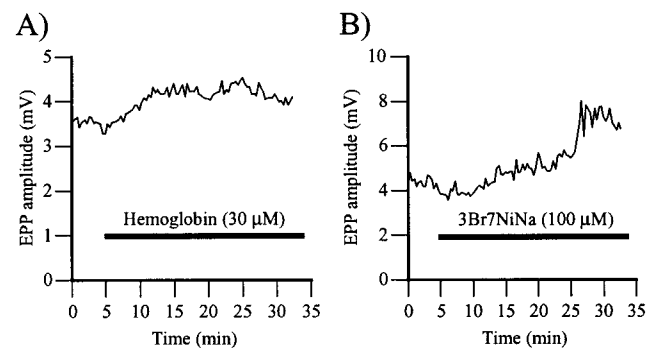 A)
EPP amplitude (mV)
5
4
3
2
1
0
Hemoglobin (30 µM)
0 5 10 15 20 25 30 35
Time (min)
B)
EPP amplitude (mV)
10
8
6
4
2
0
3Br7NiNa (100 µM)
0 5 10 15 20 25 30 35
Time (min)